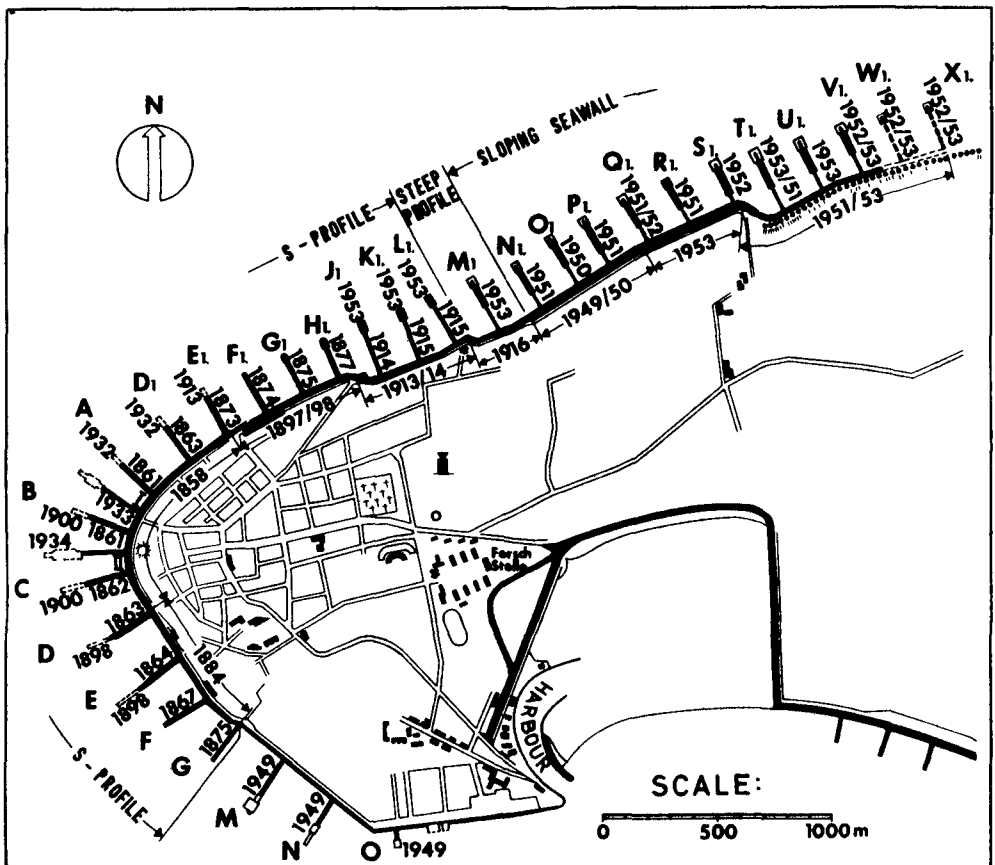 N
S - PROFILE
STEEP
PROFILE
SLOPING SEAWALL
A
1932
1861
1933
B
1900
1861
1934
C
1900
1862
D
1898
1863
E
1898
1864
F
1867
G
1875
M
1949
N
1949
O
1949
D1
1932
1863
E1.
1913
1873
F1.
1874
G1
1875
H1.
1877
J1
1953
1914
K1.
1953
1915
L1.
1953
1915
M1
1953
N1.
1951
O1
1950
P1.
1951
Q1.
1951/52
R1.
1951
S1.
1952
T1.
1953/51
U1.
1953
V1.
1952/53
W1.
1952/53
X1.
1952/53
1858
1897/98
1913/14
1916
1949/50
1953
1951/53
1884
S - PROFILE
Forsch
Stelle
HARBOUR
SCALE:
0 500 1000m